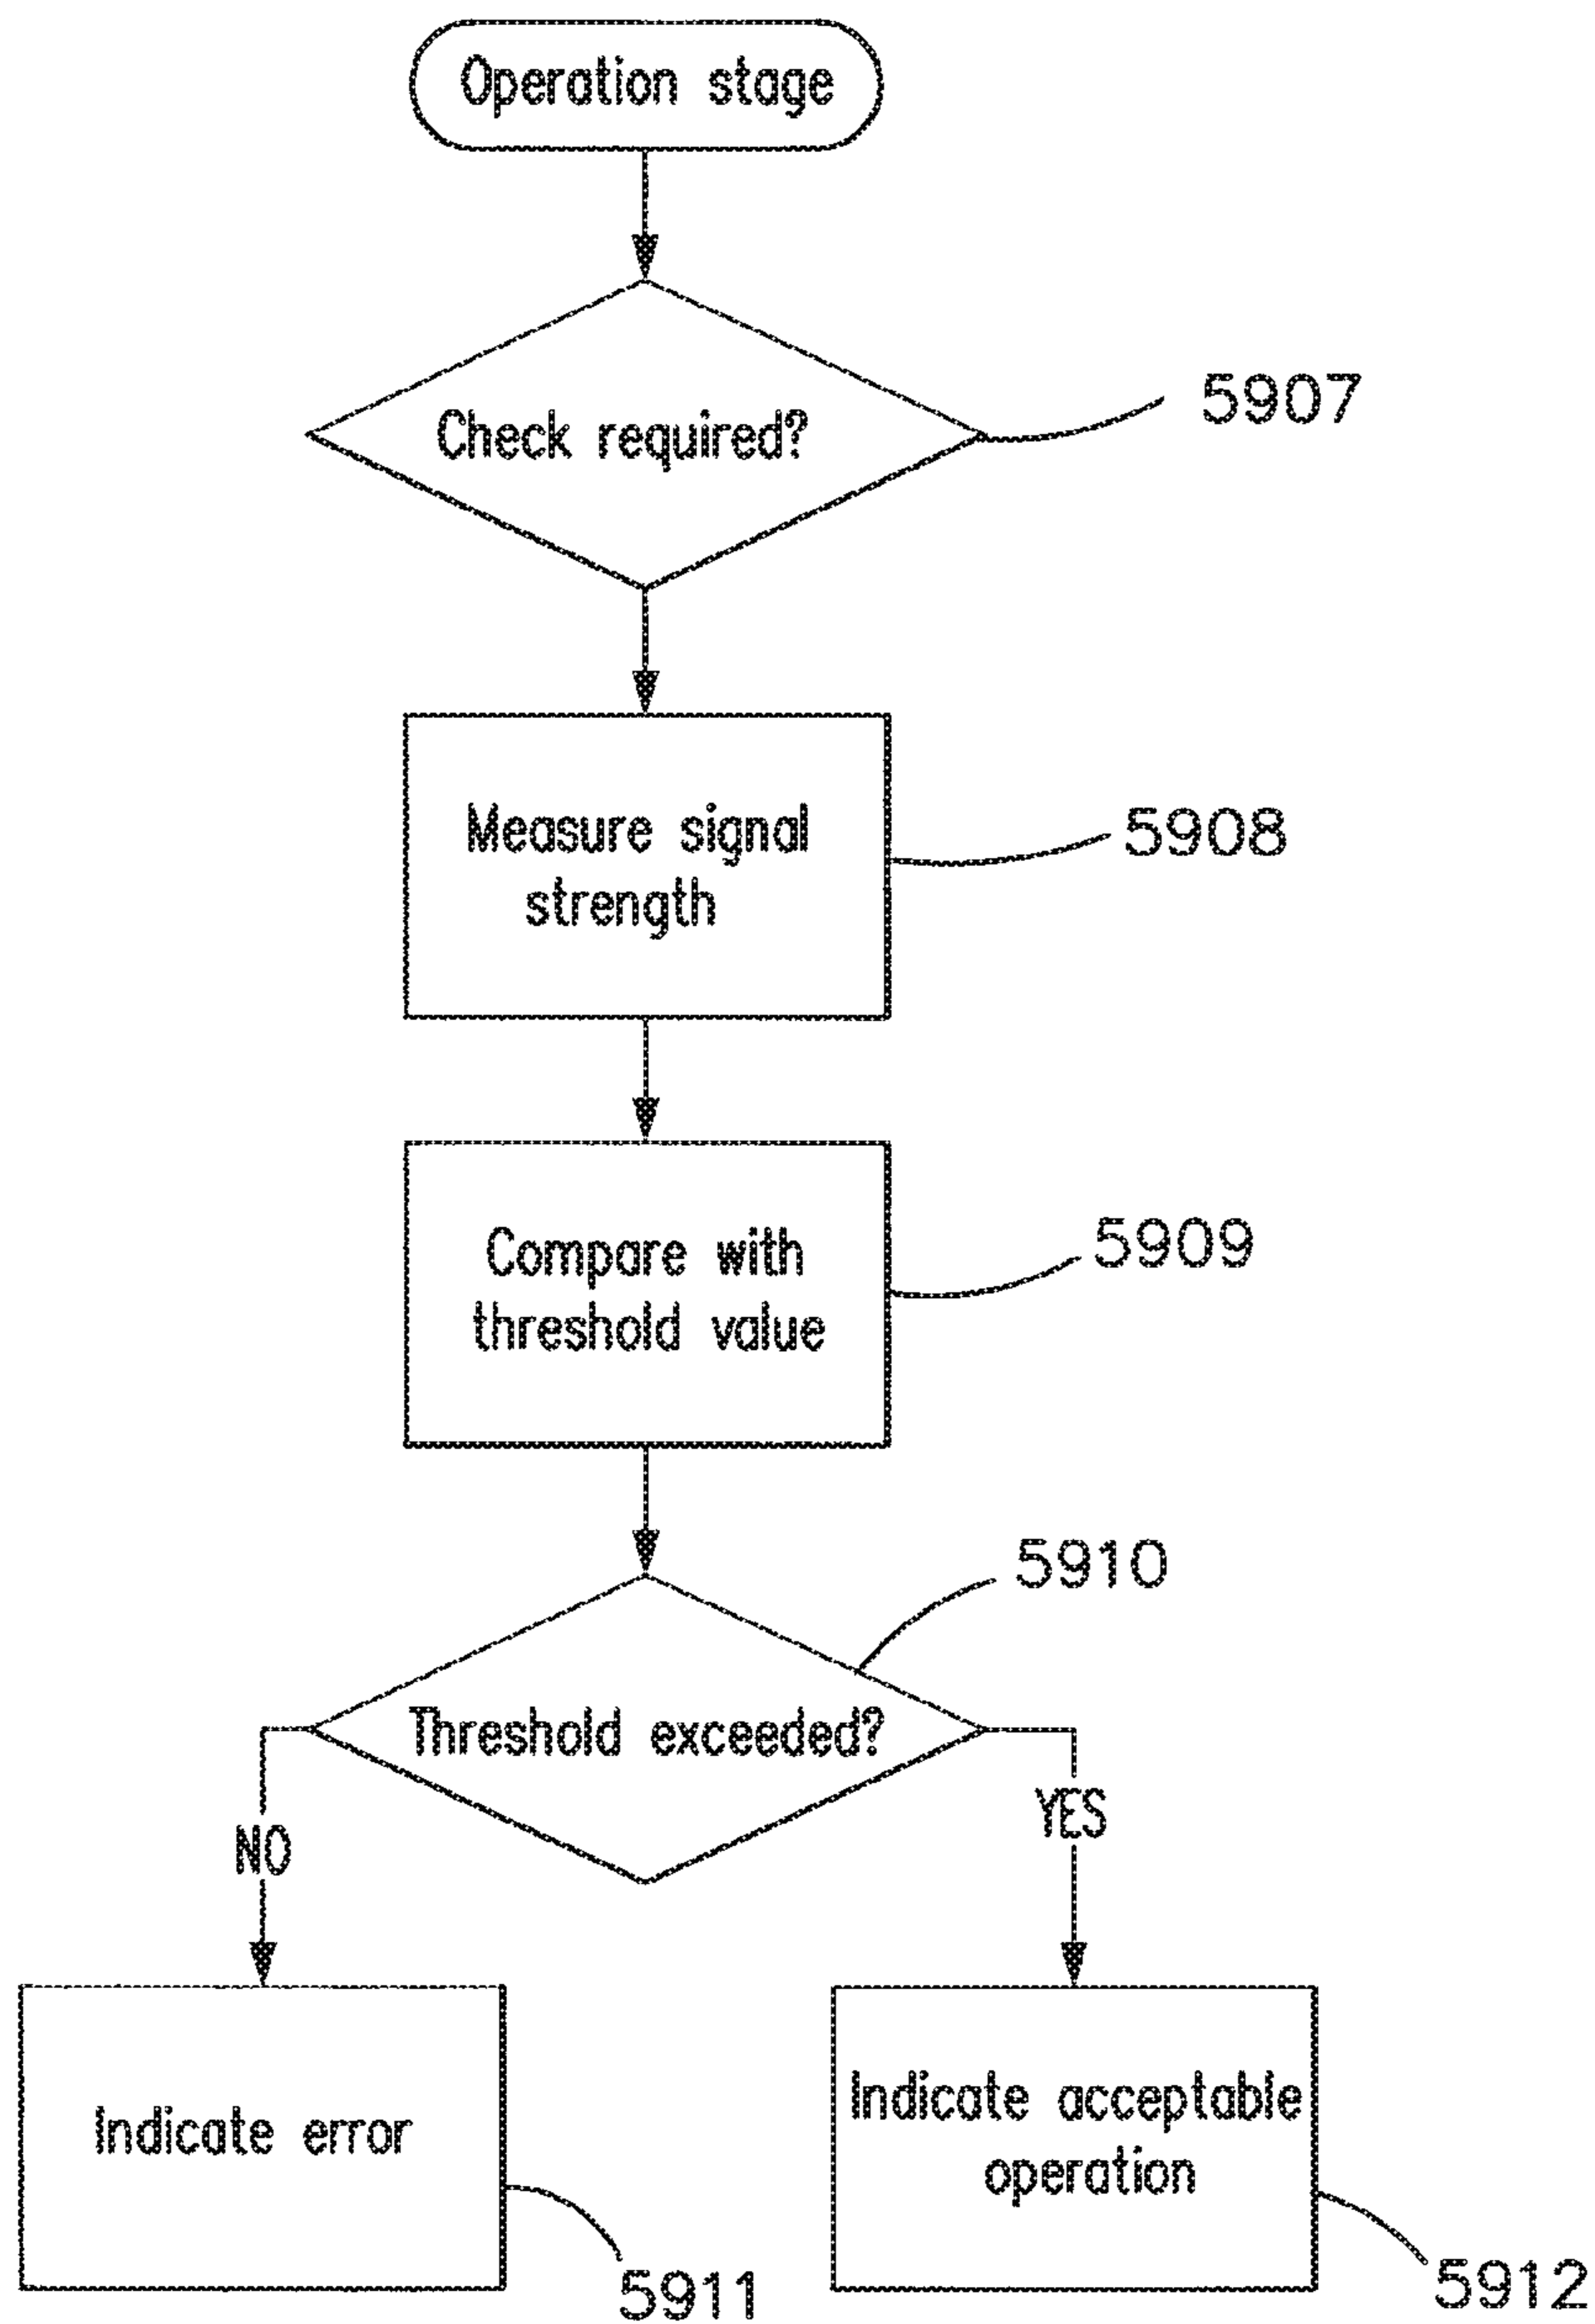 Operation stage
Check required?
5907
Measure signal
strength
5908
Compare with
threshold value
5909
5910
Threshold exceeded?
NO
YES
Indicate error
Indicate acceptable
operation
5911
5912